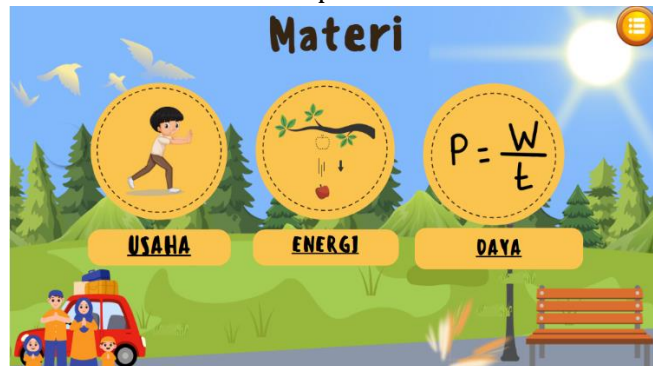 Materi
P = W/t
USAHA
ENERGI
DAYA